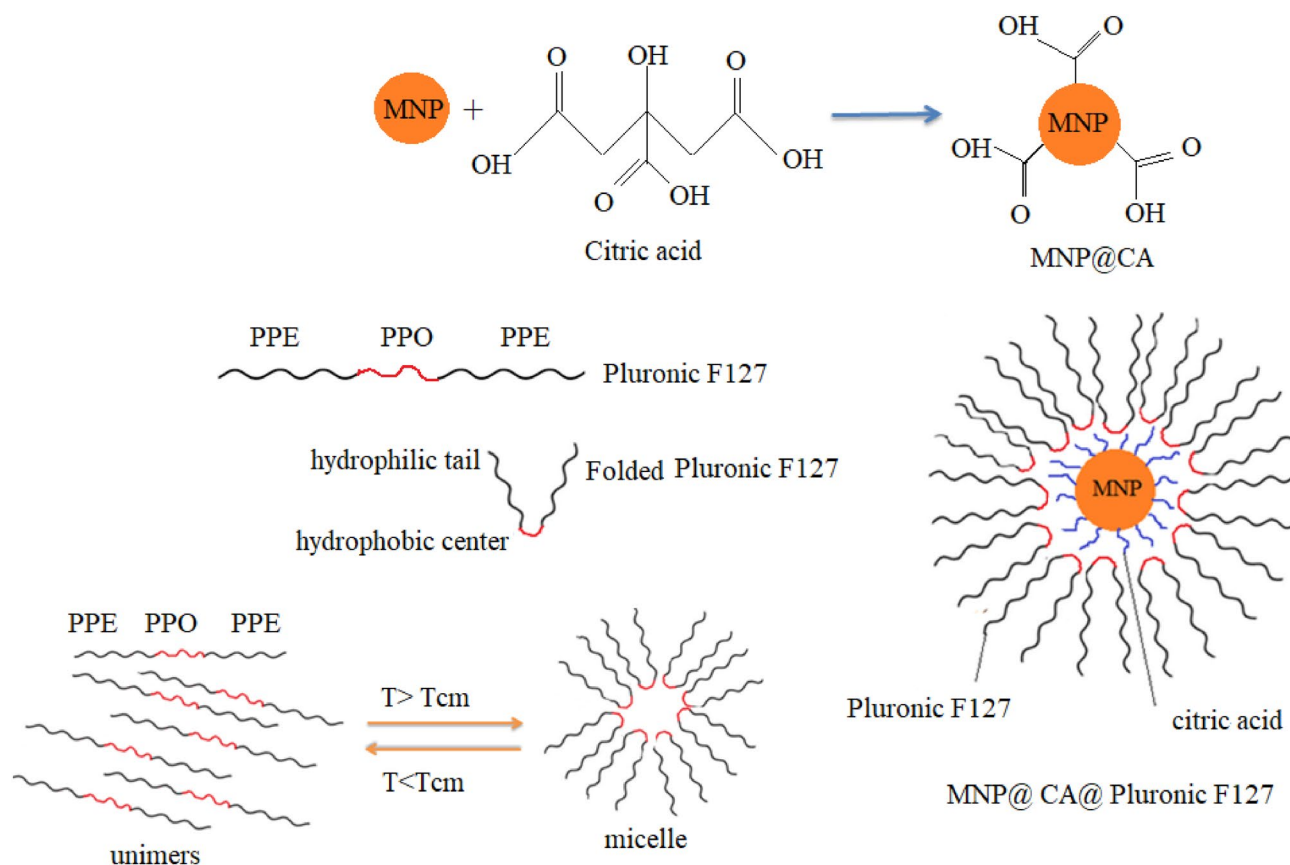 MNP + 
O OH O
OH O OH OH
Citric acid
OH O
MNP
OH O
O OH
MNP@CA
PPE PPO PPE
Pluronic F127
hydrophilic tail
Folded Pluronic F127
hydrophobic center
PPE PPO PPE
T> Tcm
T<Tcm
unimers
micelle
MNP
Pluronic F127
citric acid
MNP@ CA@ Pluronic F127